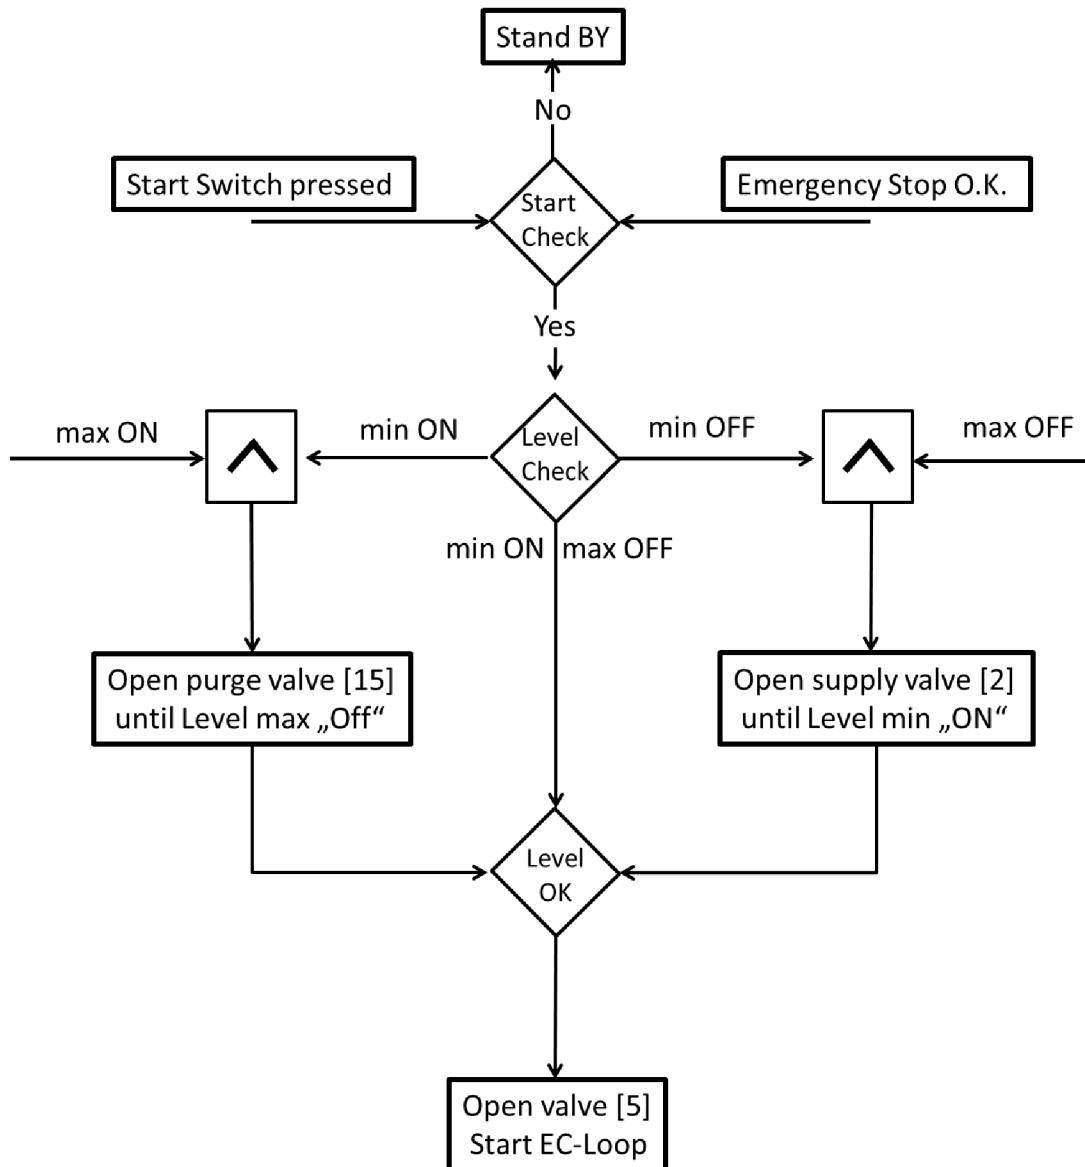 Stand BY
No
Start Switch pressed
Emergency Stop O.K.
Start
Check
Yes
max ON
min ON
Level
Check
min OFF
max OFF
min ON
max OFF
Open purge valve [15]
until Level max „Off“
Open supply valve [2]
until Level min „ON“
Level
OK
Open valve [5]
Start EC-Loop